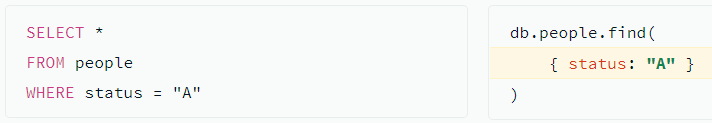 SELECT *
FROM people
WHERE status = "A"
db.people.find(
    { status: "A" }
)